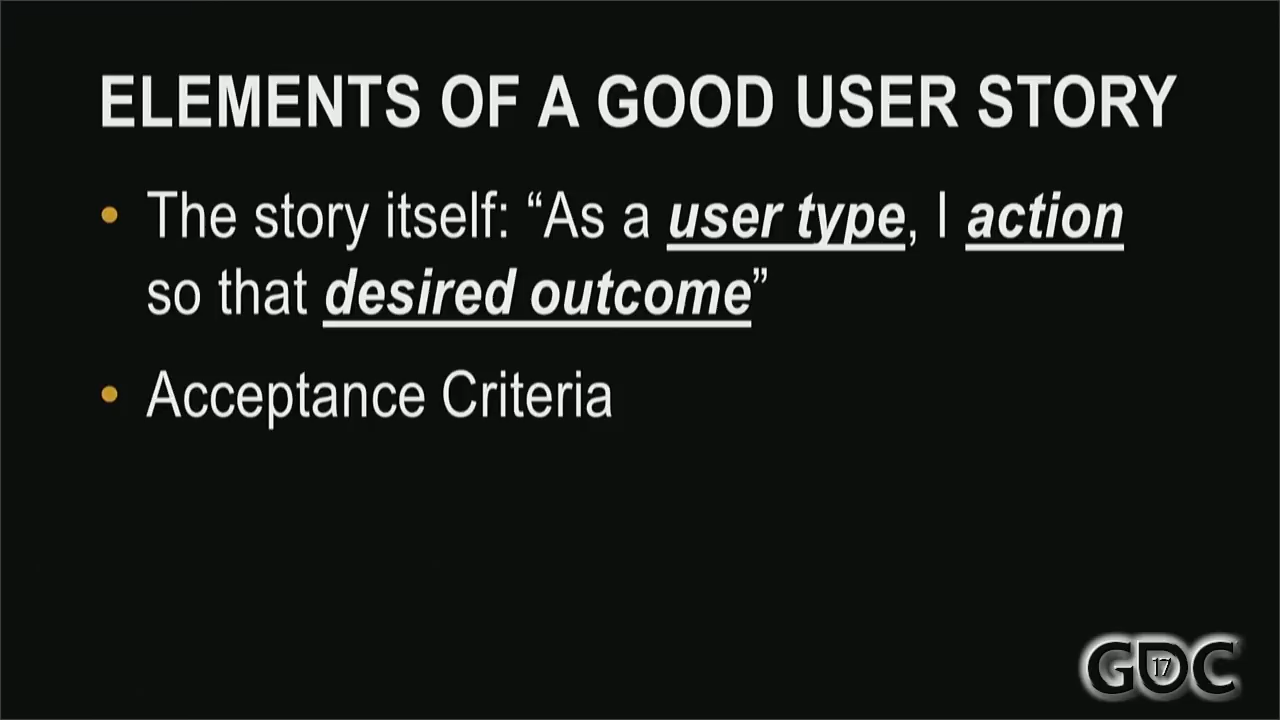 ELEMENTS OF A GOOD USER STORY
• The story itself: “As a user type, I action
so that desired outcome”
• Acceptance Criteria
GDC
17